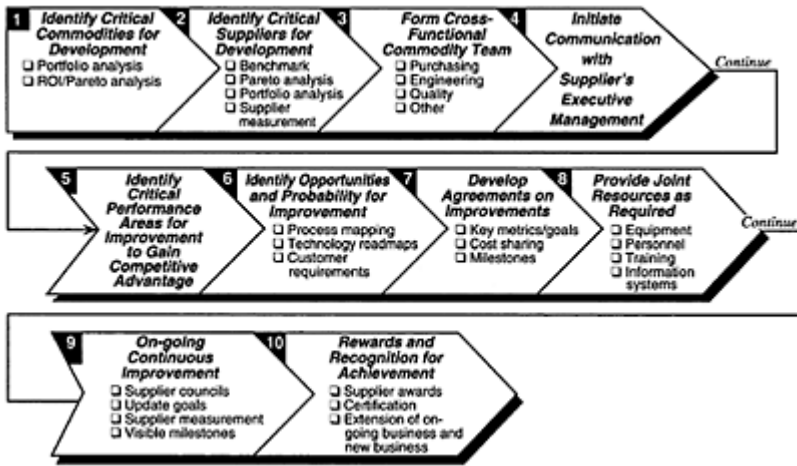 1
Identify Critical
Commodities for
Development
❑ Portfolio analysis
❑ ROI/Pareto analysis
2
Identify Critical
Suppliers for
Development
❑ Benchmark
❑ Pareto analysis
❑ Portfolio analysis
❑ Supplier
measurement
3
Form Cross-
Functional
Commodity Team
❑ Purchasing
❑ Engineering
❑ Quality
❑ Other
4
Initiate
Communication
with
Supplier's
Executive
Management
Continue
5
Identify
Critical
Performance
Areas for
Improvement
to Gain
Competitive
Advantage
6
Identify Opportunities
and Probability for
Improvement
❑ Process mapping
❑ Technology roadmaps
❑ Customer
requirements
7
Develop
Agreements on
Improvements
❑ Key metrics/goals
❑ Cost sharing
❑ Milestones
8
Provide Joint
Resources as
Required
❑ Equipment
❑ Personnel
❑ Training
❑ Information
systems
Continue
9
On-going
Continuous
Improvement
❑ Supplier councils
❑ Update goals
❑ Supplier measurement
❑ Visible milestones
10
Rewards and
Recognition for
Achievement
❑ Supplier awards
❑ Certification
❑ Extension of on-
going business and
new business